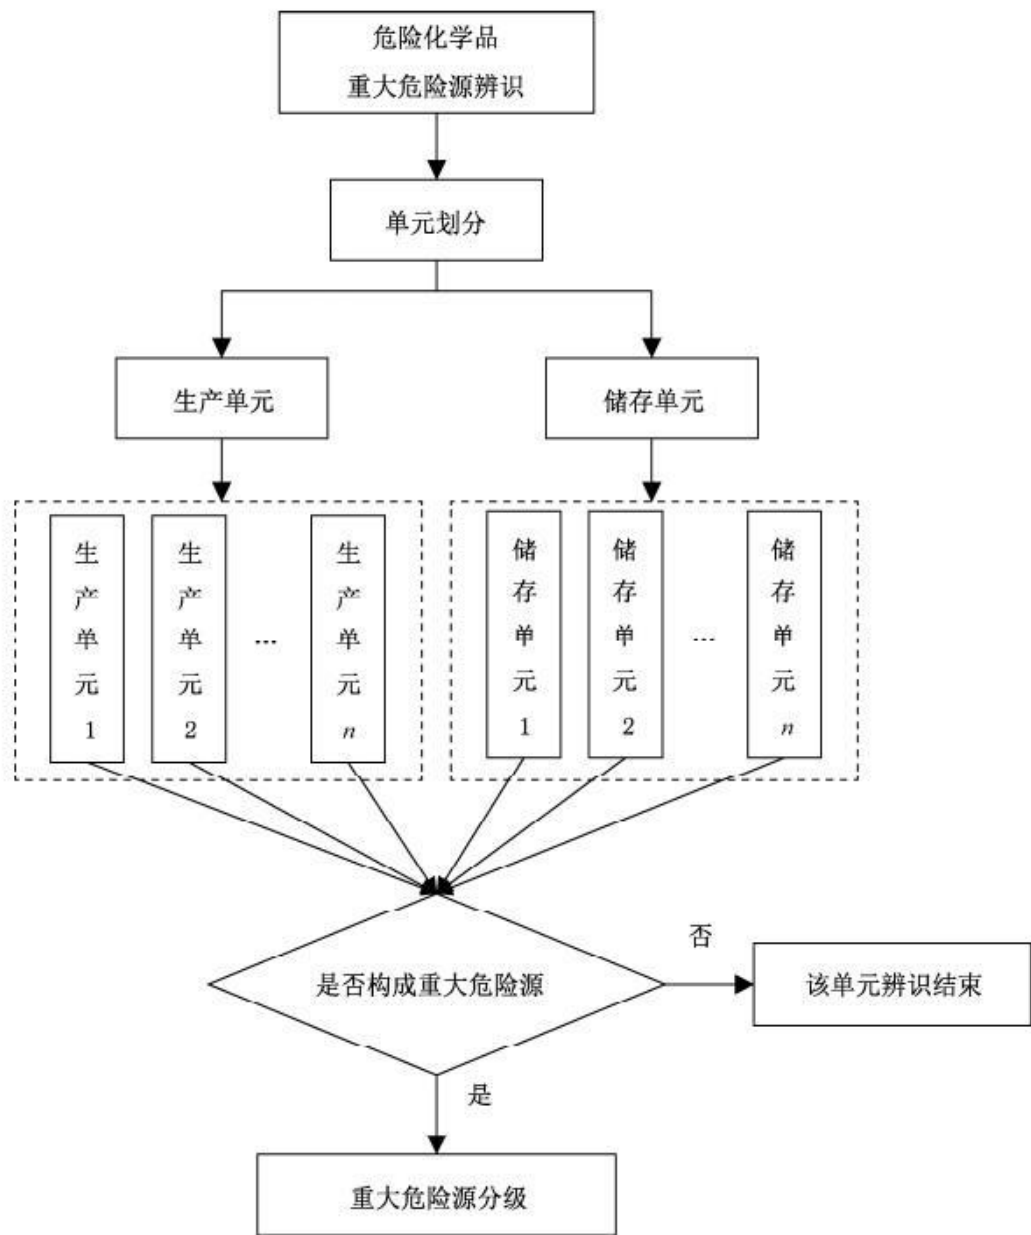 危险化学品
重大危险源辨识
单元划分
生产单元
储存单元
生产单元1
生产单元2
…
生产单元n
储存单元1
储存单元2
…
储存单元n
是否构成重大危险源
否
该单元辨识结束
是
重大危险源分级